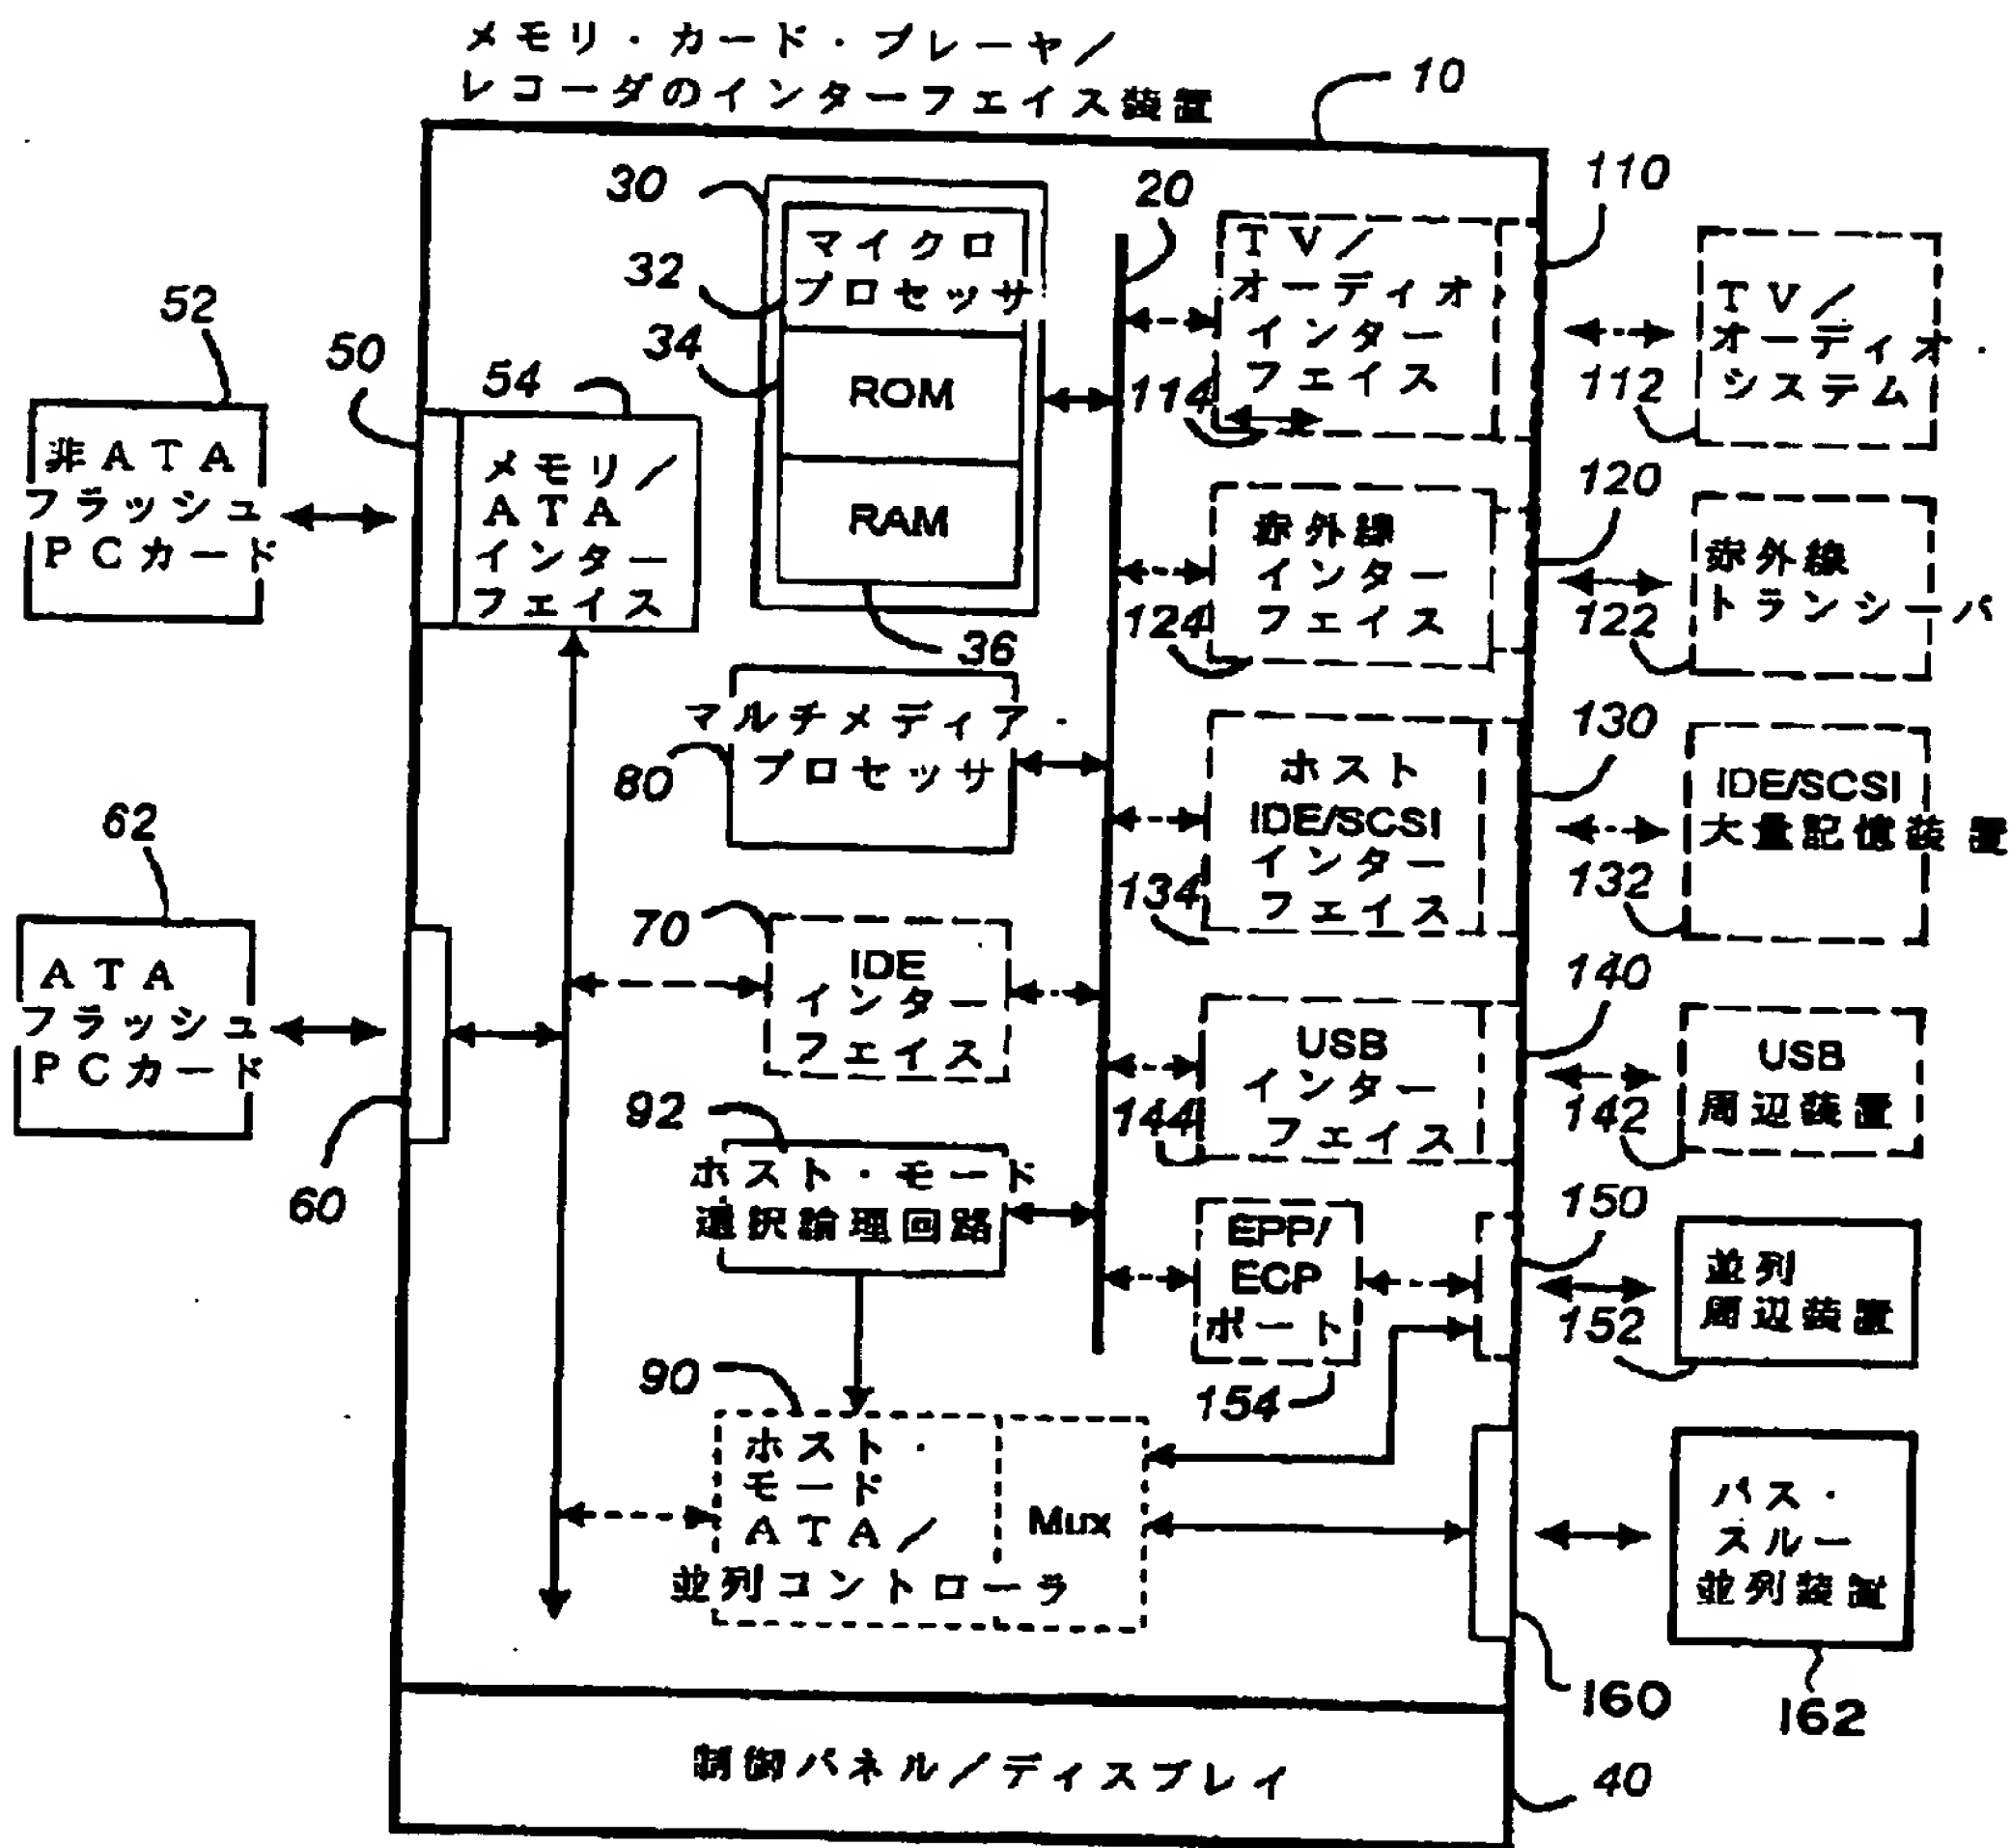 メモリ・カード・プレーヤ／
レコーダのインターフェイス装置
10
30
マイクロ
プロセッサ
32
34
ROM
RAM
36
20
TV／
オーディオ
インター
フェイス
114
110
TV／
オーディオ・
システム
112
52
非ATA
フラッシュ
PCカード
50
54
メモリ／
ATA
インター
フェイス
赤外線
インター
フェイス
124
120
赤外線
トランシーバ
122
マルチメディア・
プロセッサ
80
ホスト
IDE/SCSI
インター
フェイス
134
130
IDE/SCSI
大量記憶装置
132
62
ATA
フラッシュ
PCカード
60
70
IDE
インター
フェイス
USB
インター
フェイス
144
140
USB
周辺装置
142
92
ホスト・モード
選択論理回路
EPP/
ECP
ポート
154
150
並列
周辺装置
152
90
ホスト・
モード
ATA／
並列コントローラ
Mux
パス・
スルー
並列装置
160
162
制御パネル／ディスプレイ
40